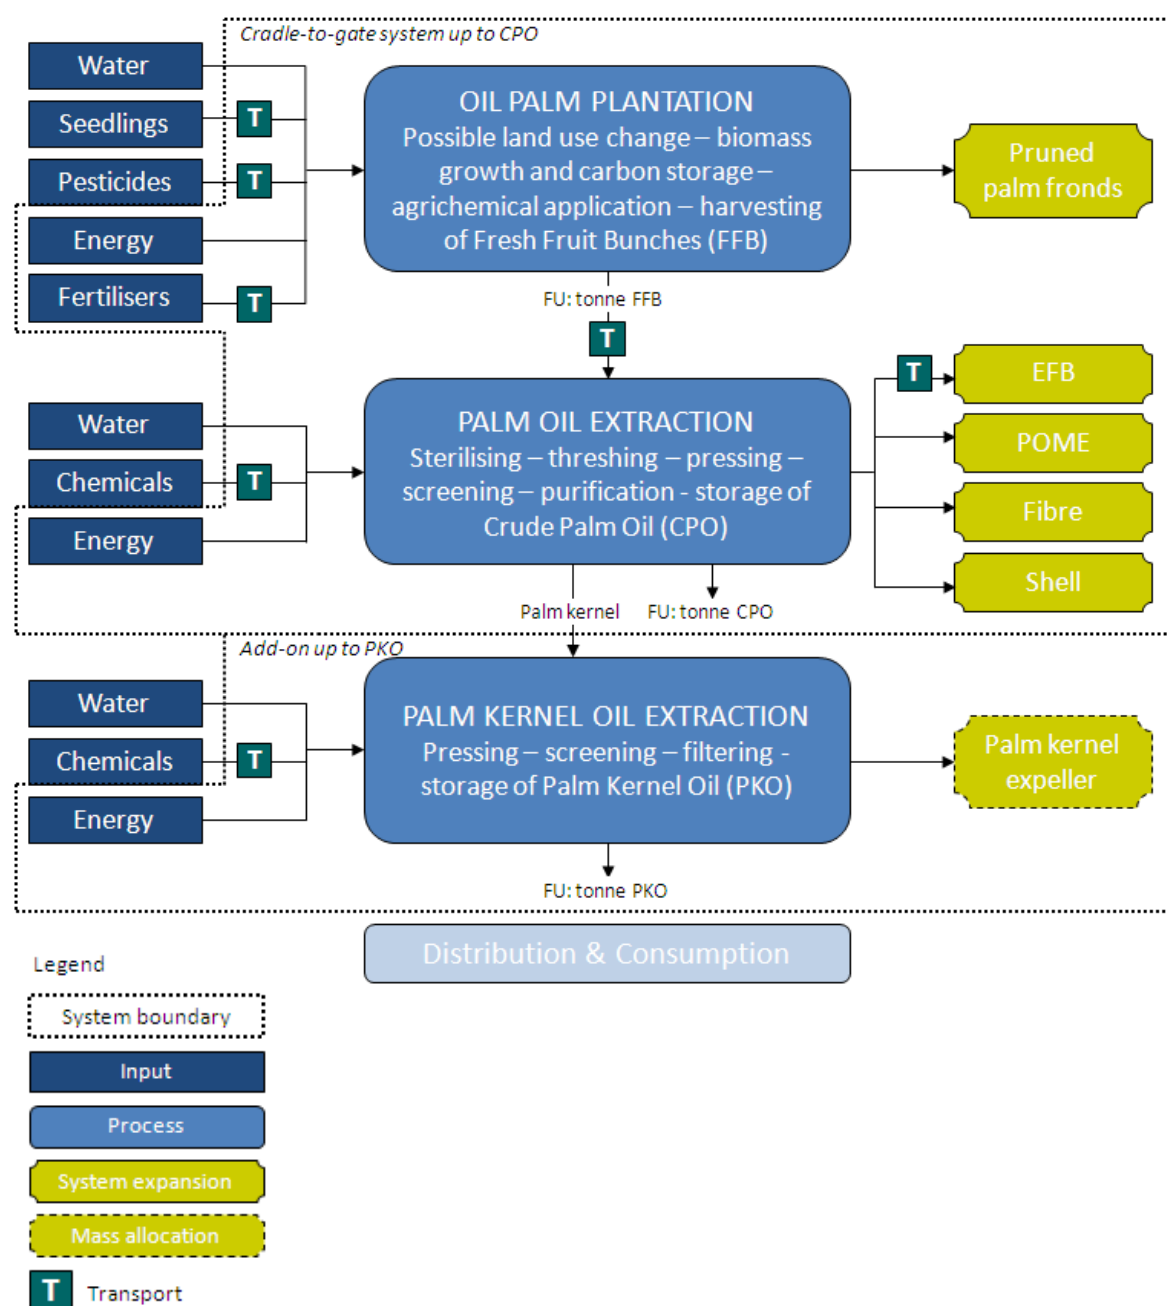 Cradle-to-gate system up to CPO
Water
Seedlings
T
Pesticides
T
Energy
Fertilisers
T
OIL PALM PLANTATION
Possible land use change – biomass
growth and carbon storage –
agrichemical application – harvesting
of Fresh Fruit Bunches (FFB)
Pruned
palm fronds
FU: tonne FFB
T
Water
Chemicals
T
Energy
PALM OIL EXTRACTION
Sterilising – threshing – pressing –
screening – purification - storage of
Crude Palm Oil (CPO)
T
EFB
POME
Fibre
Shell
Palm kernel
FU: tonne CPO
Add-on up to PKO
Water
Chemicals
T
Energy
PALM KERNEL OIL EXTRACTION
Pressing – screening – filtering -
storage of Palm Kernel Oil (PKO)
Palm kernel
expeller
FU: tonne PKO
Distribution & Consumption
Legend
System boundary
Input
Process
System expansion
Mass allocation
T Transport